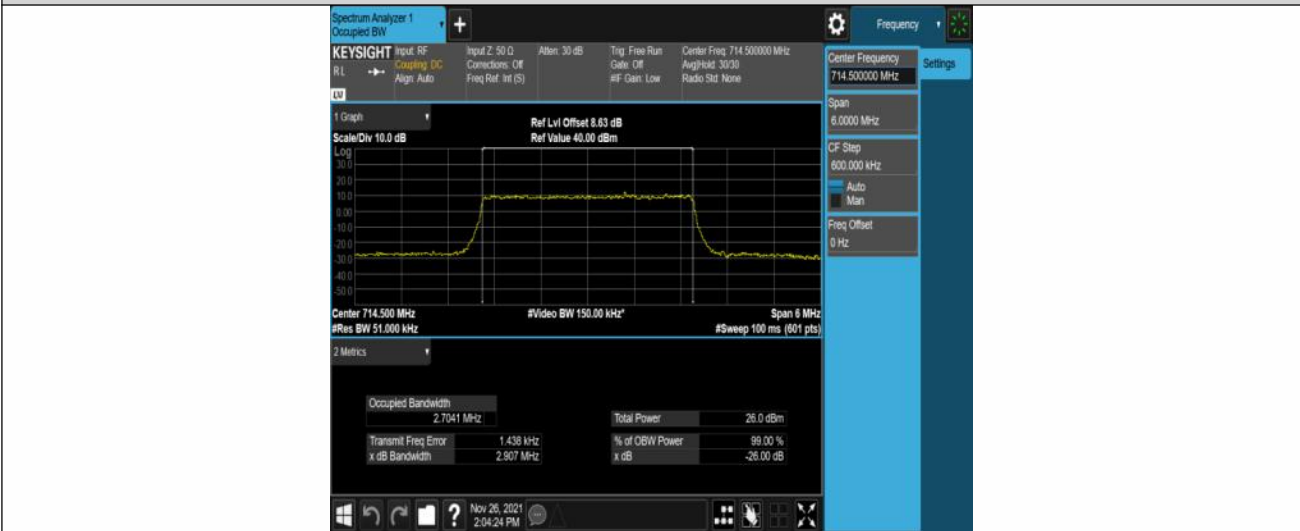 Spectrum Analyzer 1
Occupied BW
+
Frequency
KEYSIGHT Input: RF Input Z: 50 Ω Atten: 30 dB Trig: Free Run Center Freq: 714.500000 MHz
RL Coupling: DC Corrections: Off Gate: Off Avg|Hold: 30/30
Align: Auto Freq Ref: Int (S) #IF Gain: Low Radio Std: None
LV
Center Frequency
714.500000 MHz
Settings
Span
6.0000 MHz
CF Step
600.000 kHz
Auto
Man
Freq Offset
0 Hz
1 Graph
Ref Lvl Offset 8.63 dB
Scale/Div 10.0 dB Ref Value 40.00 dBm
Log
30.0
20.0
10.0
0.00
-10.0
-20.0
-30.0
-40.0
-50.0
Center 714.500 MHz #Video BW 150.00 kHz* Span 6 MHz
#Res BW 51.000 kHz #Sweep 100 ms (601 pts)
2 Metrics
Occupied Bandwidth
2.7041 MHz
Total Power 26.0 dBm
Transmit Freq Error 1.438 kHz % of OBW Power 99.00 %
x dB Bandwidth 2.907 MHz x dB -26.00 dB
? Nov 26, 2021
2:04:24 PM